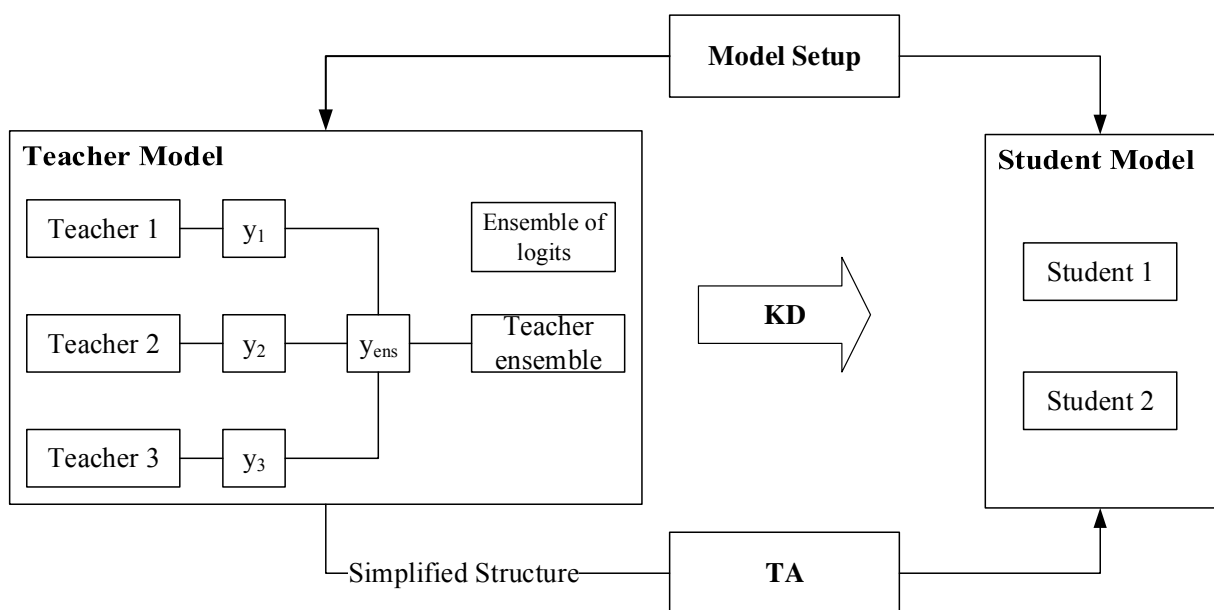 Model Setup
Teacher Model
Student Model
Teacher 1
y₁
Ensemble of
logits
Student 1
KD
Teacher 2
y₂
yₑₙₛ
Teacher
ensemble
Student 2
Teacher 3
y₃
Simplified Structure
TA